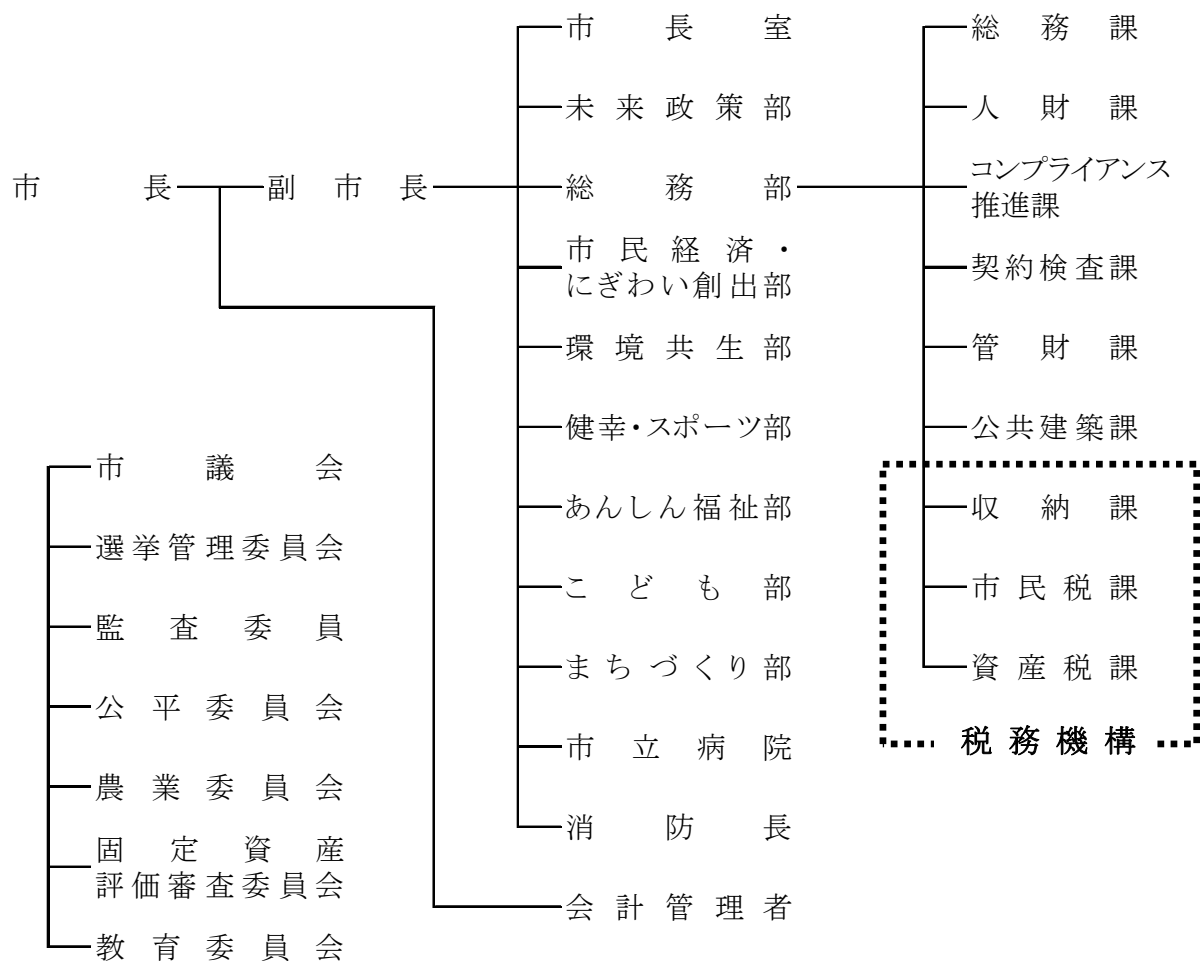 市長
副市長
市長室
未来政策部
総務部
市民経済・
にぎわい創出部
環境共生部
健幸・スポーツ部
あんしん福祉部
こども部
まちづくり部
市立病院
消防長
会計管理者
総務課
人財課
コンプライアンス
推進課
契約検査課
管財課
公共建築課
収納課
市民税課
資産税課
税務機構
市議会
選挙管理委員会
監査委員
公平委員会
農業委員会
固定資産
評価審査委員会
教育委員会